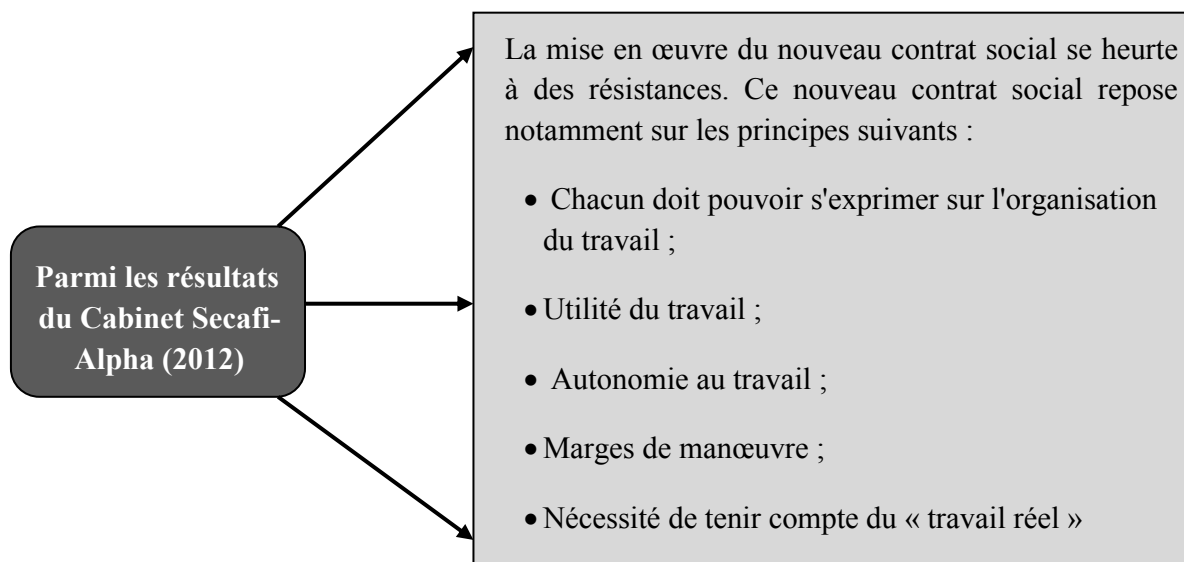 Parmi les résultats
du Cabinet Secafi-
Alpha (2012)
La mise en œuvre du nouveau contrat social se heurte
à des résistances. Ce nouveau contrat social repose
notamment sur les principes suivants :
• Chacun doit pouvoir s'exprimer sur l'organisation
du travail ;
• Utilité du travail ;
• Autonomie au travail ;
• Marges de manœuvre ;
• Nécessité de tenir compte du « travail réel »